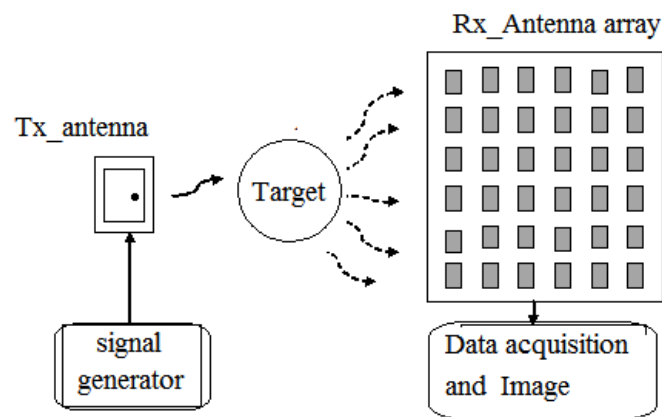 Rx_Antenna array
Tx_antenna
Target
signal
generator
Data acquisition
and Image